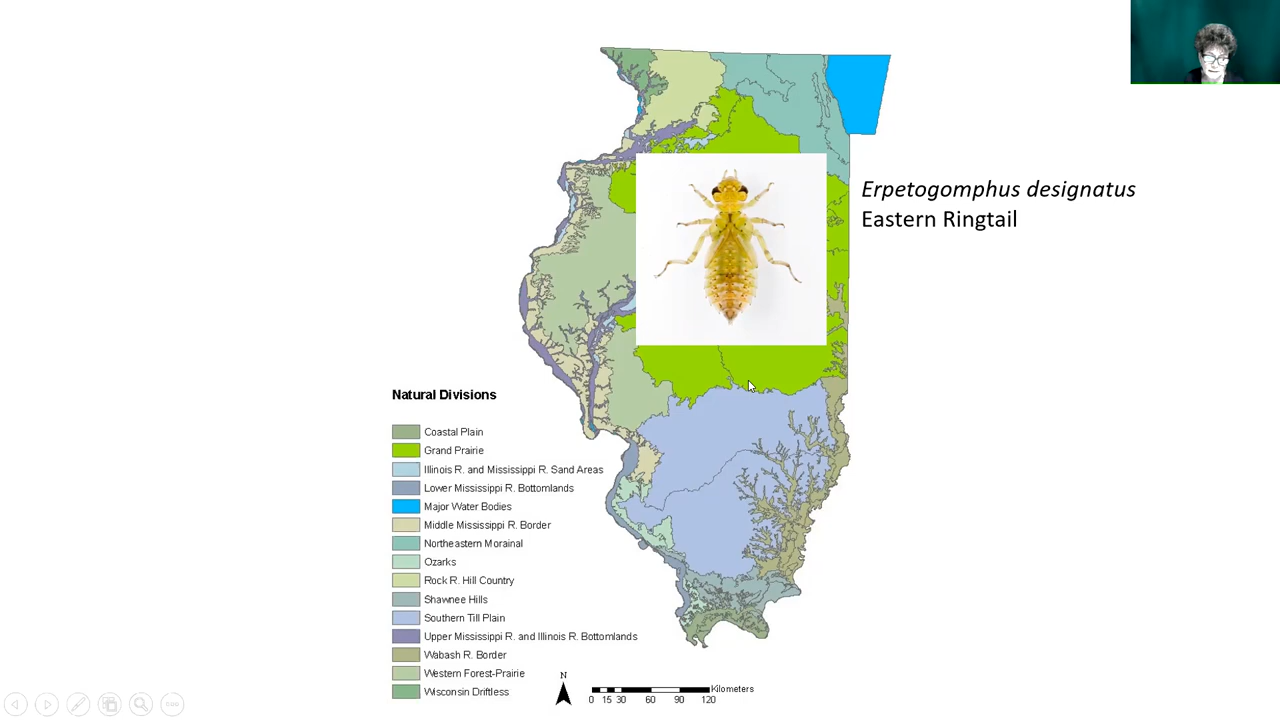 Erpetogomphus designatus
Eastern Ringtail
Natural Divisions
Coastal Plain
Grand Prairie
Illinois R. and Mississippi R. Sand Areas
Lower Mississippi R. Bottomlands
Major Water Bodies
Middle Mississippi R. Border
Northeastern Morainal
Ozarks
Rock R. Hill Country
Shawnee Hills
Southern Till Plain
Upper Mississippi R. and Illinois R. Bottomlands
Wabash R. Border
Western Forest-Prairie
Wisconsin Driftless
N
Kilometers
0 15 30 60 90 120